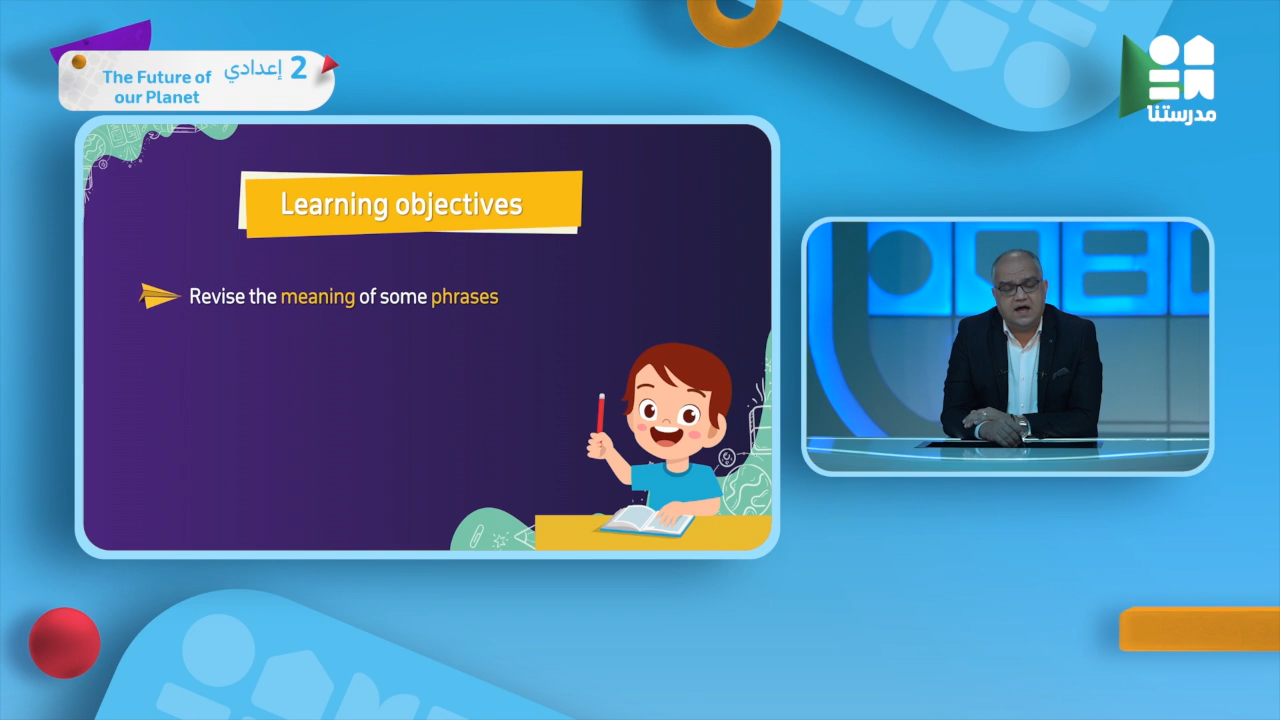 The Future of
our Planet
2 إعدادي
مدرستنا
Learning objectives
Revise the meaning of some phrases